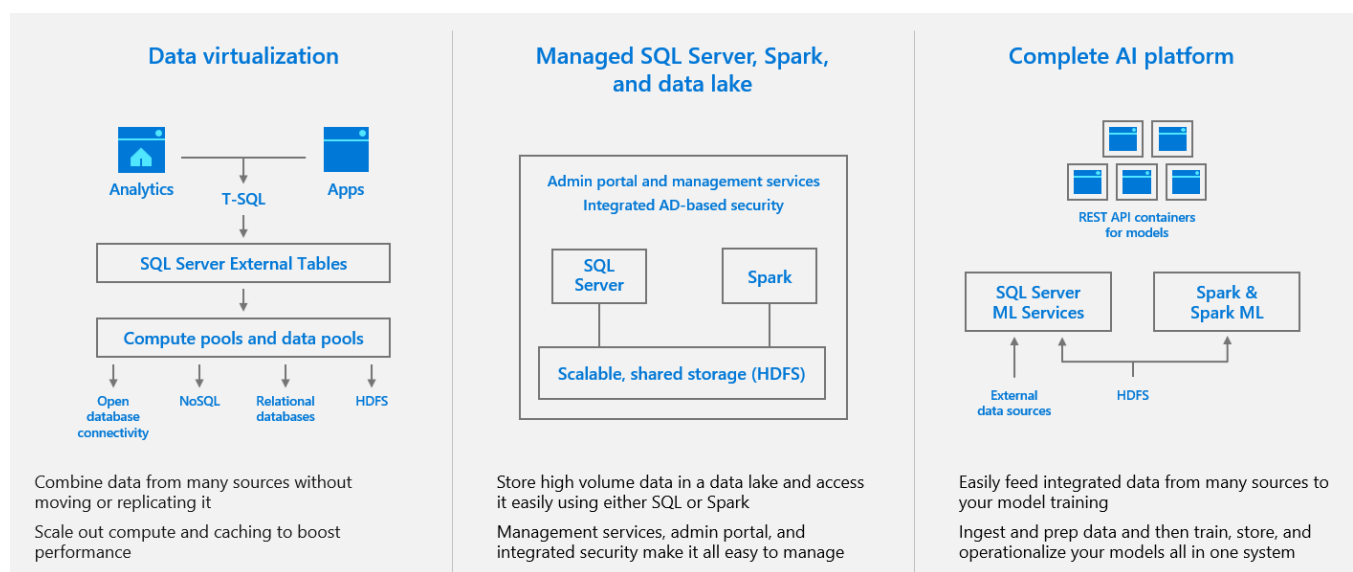 Data virtualization
Analytics
Apps
T-SQL
SQL Server External Tables
Compute pools and data pools
Open
database
connectivity
NoSQL
Relational
databases
HDFS
Combine data from many sources without
moving or replicating it
Scale out compute and caching to boost
performance
Managed SQL Server, Spark,
and data lake
Admin portal and management services
Integrated AD-based security
SQL
Server
Spark
Scalable, shared storage (HDFS)
Store high volume data in a data lake and access
it easily using either SQL or Spark
Management services, admin portal, and
integrated security make it all easy to manage
Complete AI platform
REST API containers
for models
SQL Server
ML Services
Spark &
Spark ML
External
data sources
HDFS
Easily feed integrated data from many sources to
your model training
Ingest and prep data and then train, store, and
operationalize your models all in one system